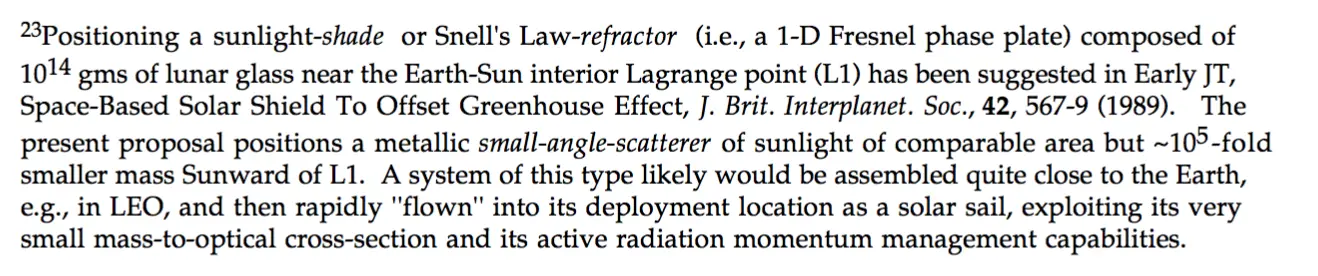 23Positioning a sunlight-shade or Snell's Law-refractor (i.e., a 1-D Fresnel phase plate) composed of
10^14 gms of lunar glass near the Earth-Sun interior Lagrange point (L1) has been suggested in Early JT,
Space-Based Solar Shield To Offset Greenhouse Effect, J. Brit. Interplanet. Soc., 42, 567-9 (1989). The
present proposal positions a metallic small-angle-scatterer of sunlight of comparable area but ~10^5-fold
smaller mass Sunward of L1. A system of this type likely would be assembled quite close to the Earth,
e.g., in LEO, and then rapidly "flown" into its deployment location as a solar sail, exploiting its very
small mass-to-optical cross-section and its active radiation momentum management capabilities.